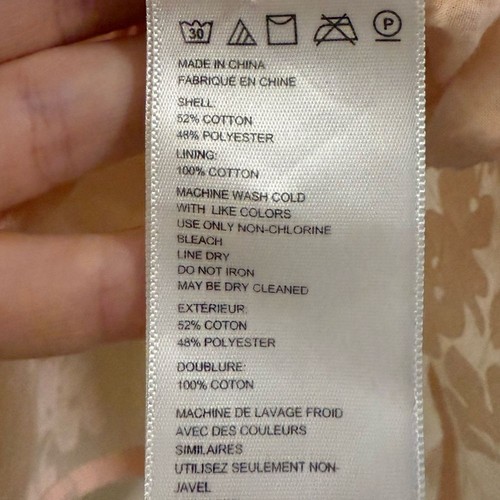 30 P
MADE IN CHINA
FABRIQUÉ EN CHINE
SHELL:
52% COTTON
48% POLYESTER
LINING:
100% COTTON
MACHINE WASH COLD
WITH LIKE COLORS
USE ONLY NON-CHLORINE
BLEACH
LINE DRY
DO NOT IRON
MAY BE DRY CLEANED
EXTÉRIEUR:
52% COTON
48% POLYESTER
DOUBLURE:
100% COTON
MACHINE DE LAVAGE FROID
AVEC DES COULEURS
SIMILAIRES
UTILISEZ SEULEMENT NON-
JAVEL